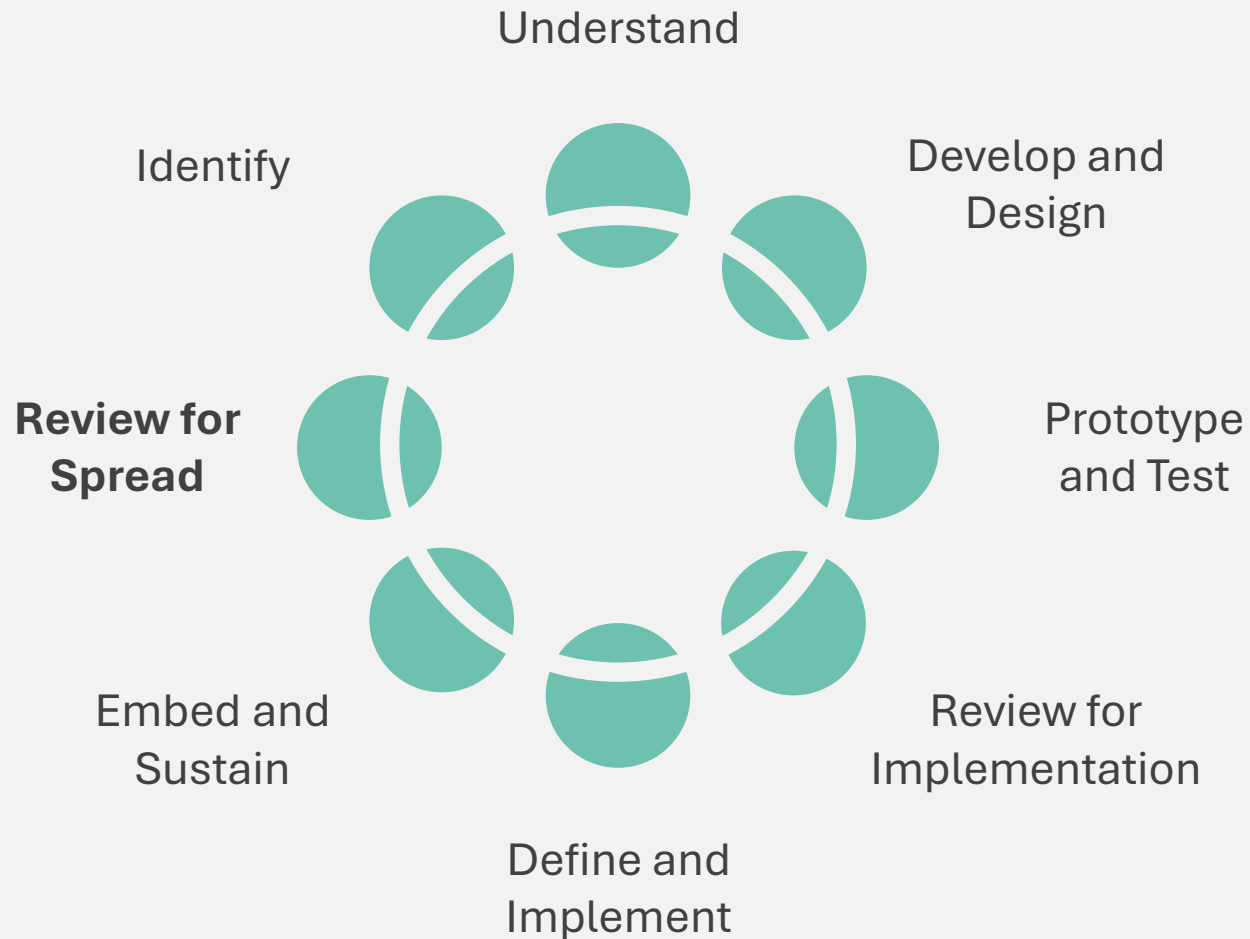 Understand
Identify
Develop and
Design
Review for
Spread
Prototype
and Test
Embed and
Sustain
Review for
Implementation
Define and
Implement